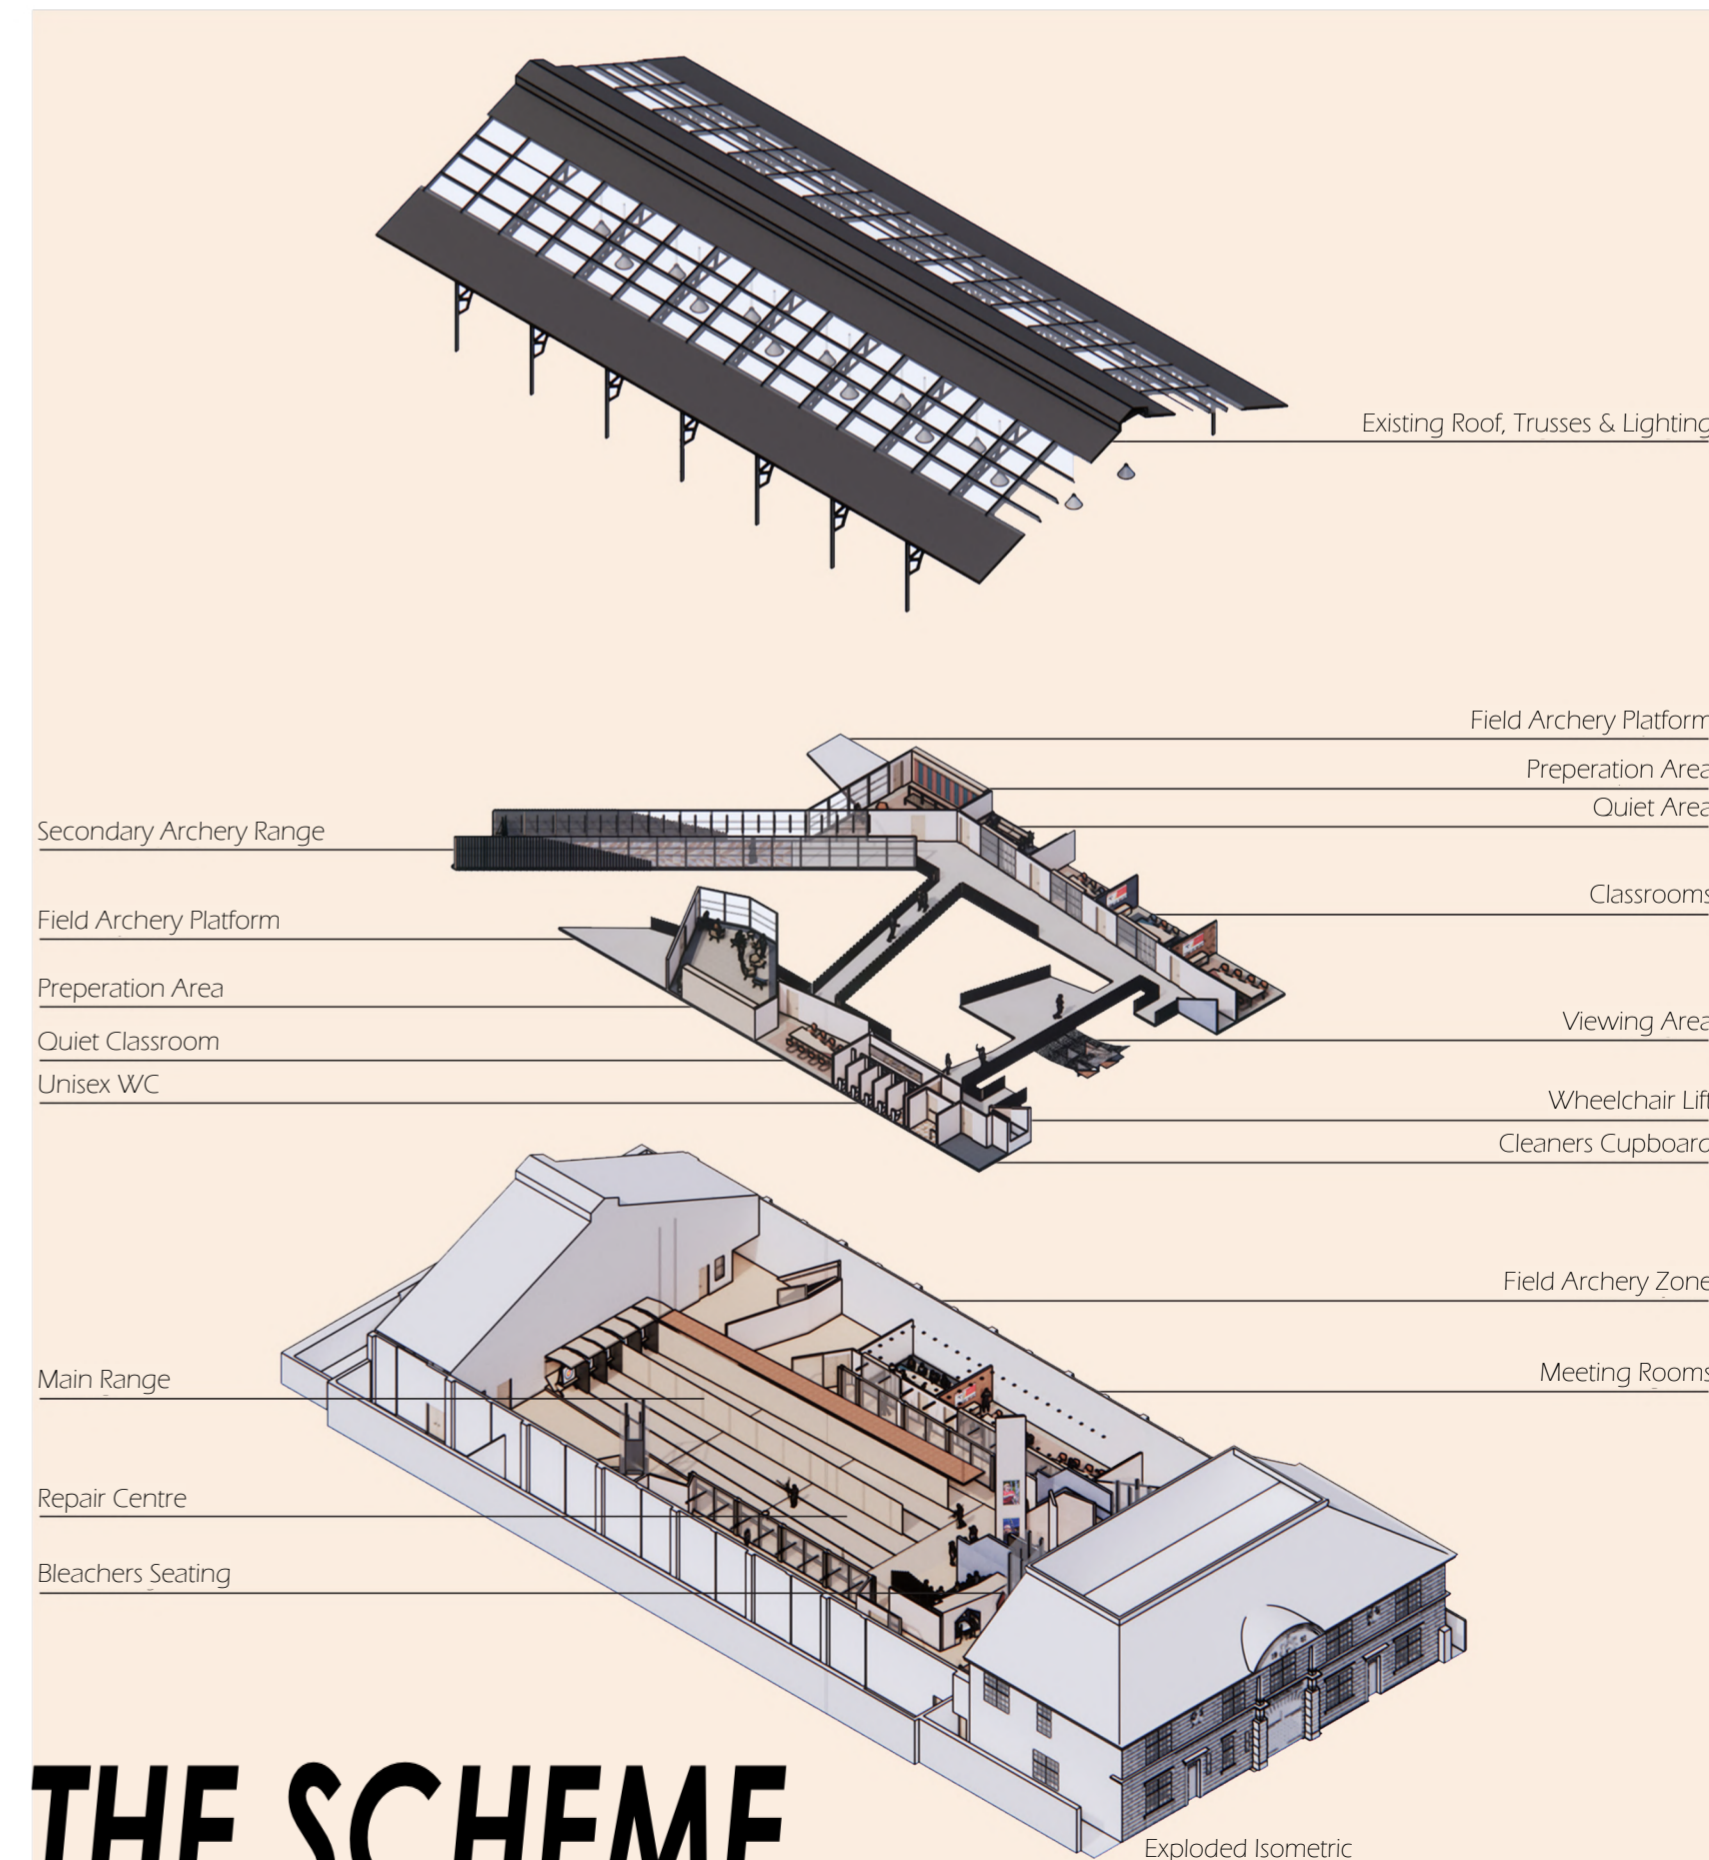 Existing Roof, Trusses & Lighting
Field Archery Platform
Preperation Area
Quiet Area
Secondary Archery Range
Classrooms
Field Archery Platform
Preperation Area
Viewing Area
Quiet Classroom
Unisex WC
Wheelchair Lift
Cleaners Cupboard
Field Archery Zone
Main Range
Meeting Rooms
Repair Centre
Bleachers Seating
THE SCHEME
Exploded Isometric